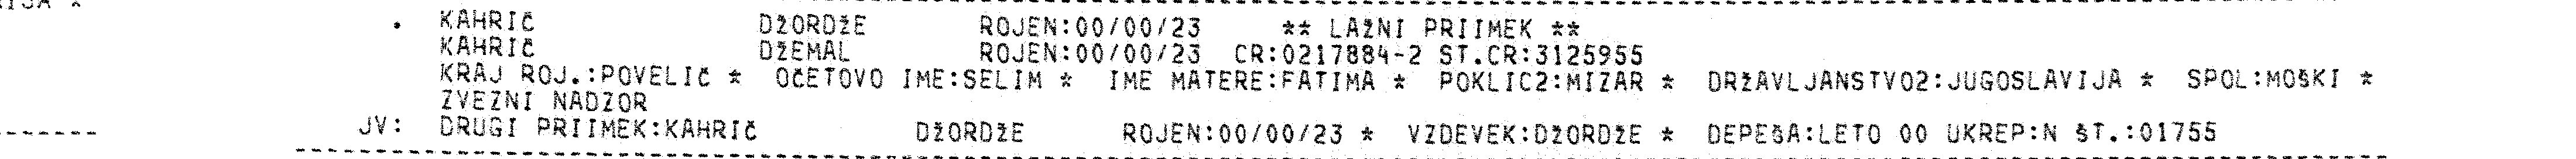 RIJA *
. KAHRIČ DŽORDŽE ROJEN:00/00/23 ** LAŽNI PRIIMEK **
KAHRIČ DŽEMAL ROJEN:00/00/23 CR:0217884-2 ST.CR:3125955
KRAJ ROJ.:POVELIČ * OČETOVO IME:SELIM * IME MATERE:FATIMA * POKLIC2:MIZAR * DRŽAVLJANSTVO2:JUGOSLAVIJA * SPOL:MOŠKI *
ZVEZNI NADZOR
JV: DRUGI PRIIMEK:KAHRIČ DŽORDŽE ROJEN:00/00/23 * VZDEVEK:DŽORDŽE * DEPEŠA:LETO 00 UKREP:N ŠT.:01755